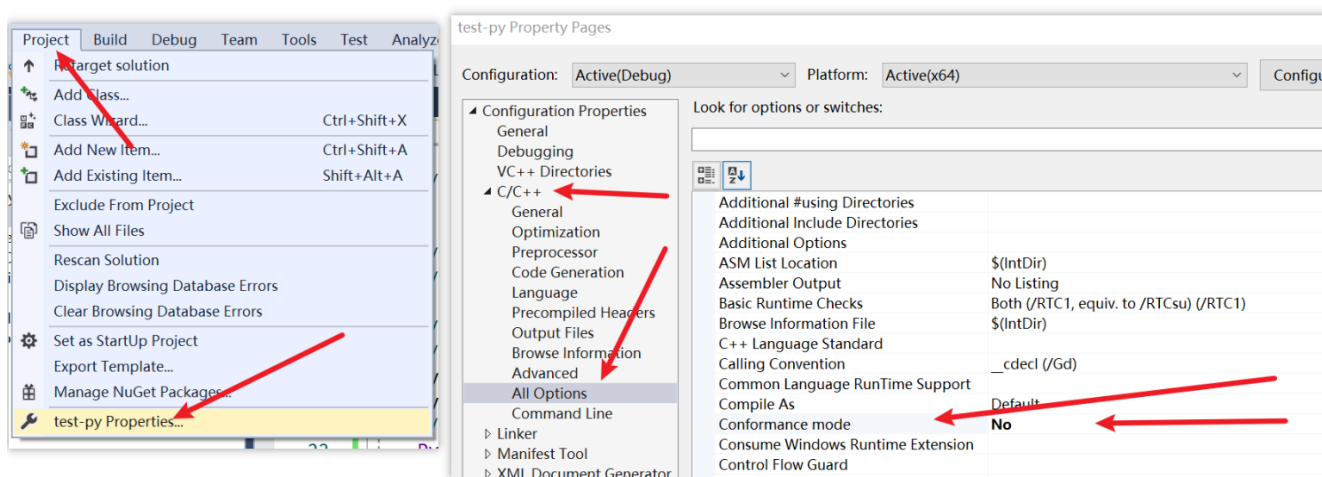 Project Build Debug Team Tools Test Analyz
Retarget solution
Add Class...
Class Wizard... Ctrl+Shift+X
Add New Item... Ctrl+Shift+A
Add Existing Item... Shift+Alt+A
Exclude From Project
Show All Files
Rescan Solution
Display Browsing Database Errors
Clear Browsing Database Errors
Set as StartUp Project
Export Template...
Manage NuGet Packages...
test-py Properties...
test-py Property Pages
Configuration: Active(Debug) Platform: Active(x64) Configu
Configuration Properties
General
Debugging
VC++ Directories
C/C++
General
Optimization
Preprocessor
Code Generation
Language
Precompiled Headers
Output Files
Browse Information
Advanced
All Options
Command Line
Linker
Manifest Tool
XML Document Generator
Look for options or switches:
Additional #using Directories
Additional Include Directories
Additional Options
ASM List Location $(IntDir)
Assembler Output No Listing
Basic Runtime Checks Both (/RTC1, equiv. to /RTCsu) (/RTC1)
Browse Information File $(IntDir)
C++ Language Standard
Calling Convention __cdecl (/Gd)
Common Language RunTime Support
Compile As Default
Conformance mode No
Consume Windows Runtime Extension
Control Flow Guard